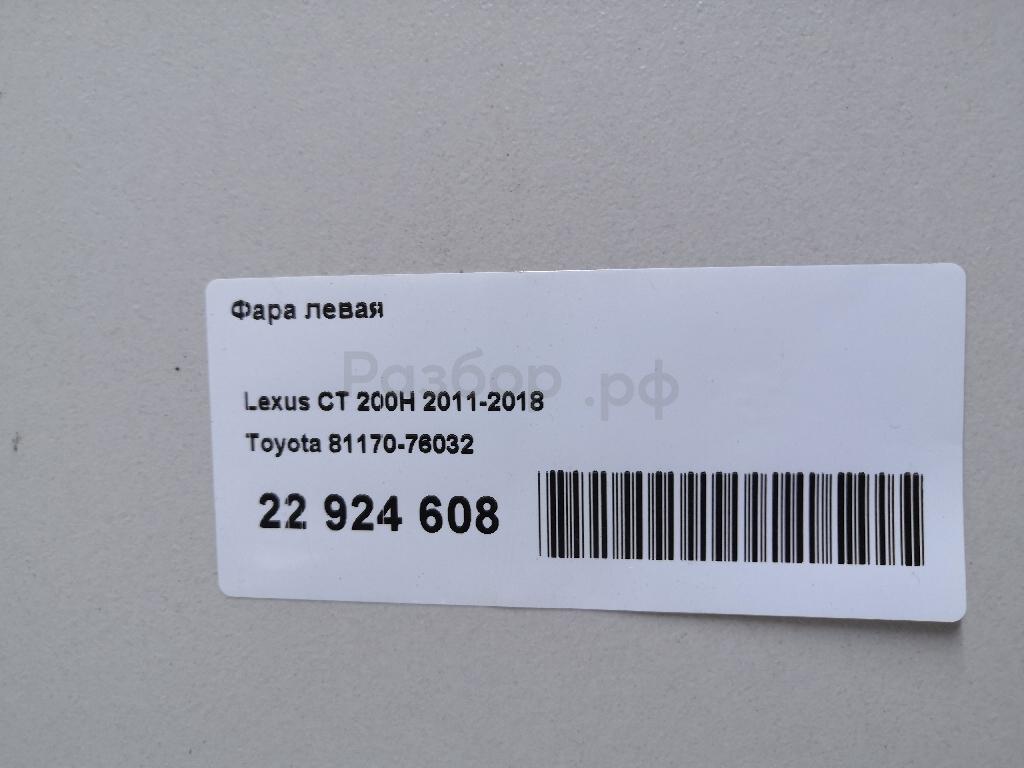 Фара левая
Разбор.рф
Lexus CT 200H 2011-2018
Toyota 81170-76032
22 924 608